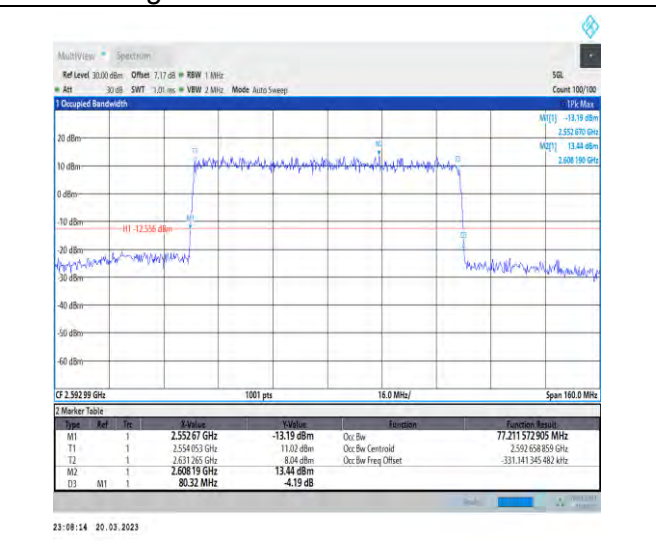 MultiView Spectrum
Ref Level 30.00 dBm Offset 7.17 dB RBW 1 MHz SGL
Att 30 dB SWT 1.01 ms VBW 2 MHz Mode Auto Sweep Count 100/100
1 Occupied Bandwidth 1Pk Max
M1[1] -13.19 dBm
2.552 670 GHz
20 dBm M2[1] 13.44 dBm
2.608 190 GHz
10 dBm
0 dBm
-10 dBm
M1
H1 -12.556 dBm
-20 dBm
-30 dBm
-40 dBm
-50 dBm
-60 dBm
CF 2.592 99 GHz 1001 pts 16.0 MHz/ Span 160.0 MHz
2 Marker Table
Type Ref Trc X-Value Y-Value Function Function Result
M1 1 2.552 67 GHz -13.19 dBm Occ Bw 77.211 572 905 MHz
T1 1 2.554 053 GHz 11.02 dBm Occ Bw Centroid 2.592 658 859 GHz
T2 1 2.631 265 GHz 8.04 dBm Occ Bw Freq Offset -331.141 345 482 kHz
M2 1 2.608 19 GHz 13.44 dBm
D3 M1 1 80.32 MHz -4.19 dB
23:08:14 20.03.2023